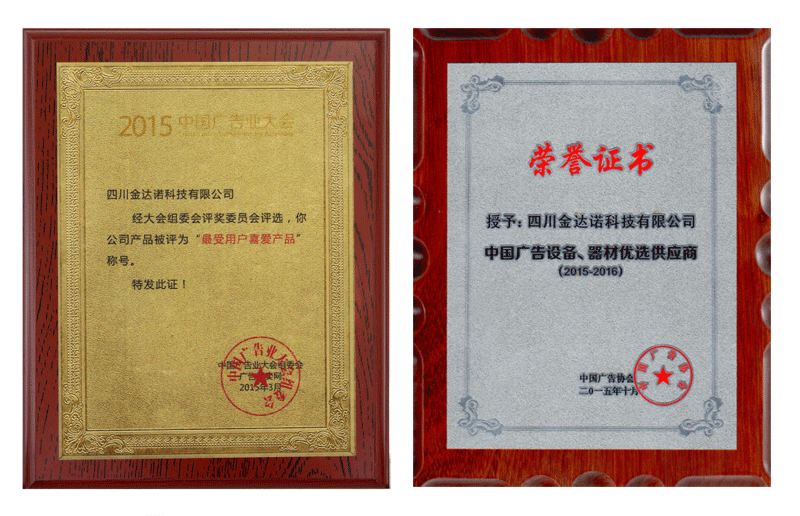 2015中国广告业大会
四川金达诺科技有限公司
经大会组委会评奖委员会评选，你
公司产品被评为“最受用户喜爱产品”
称号。
特发此证！
中国广告业大会组委会
2015年3月
荣誉证书
授予：四川金达诺科技有限公司
中国广告设备、器材优选供应商
（2015-2016）
中国广告协会
二〇一五年十月